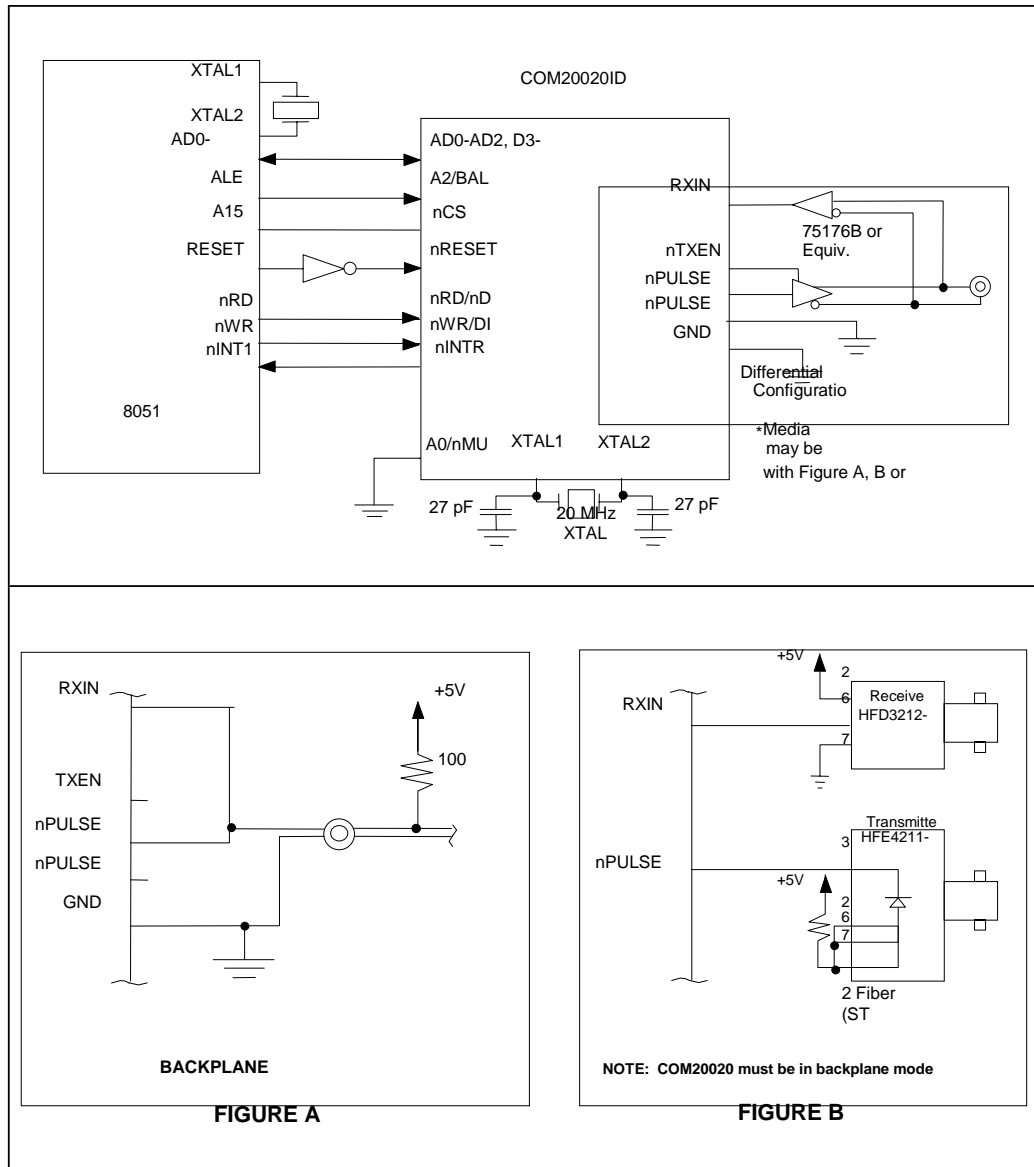 XTAL1
XTAL2
AD0-
ALE
A15
RESET
nRD
nWR
nINT1
8051
COM20020ID
AD0-AD2, D3-
A2/BAL
nCS
nRESET
nRD/nD
nWR/DI
nINTR
A0/nMU
XTAL1
XTAL2
RXIN
nTXEN
nPULSE
nPULSE
GND
75176B or
Equiv.
Differential
Configuratio
*Media
may be
with Figure A, B or
27 pF
20 MHz
XTAL
27 pF
RXIN
TXEN
nPULSE
nPULSE
GND
+5V
100
BACKPLANE
FIGURE A
RXIN
nPULSE
+5V
2
6
7
Receive
HFD3212-
Transmitte
HFE4211-
3
+5V
2
6
7
2 Fiber
(ST
NOTE: COM20020 must be in backplane mode
FIGURE B